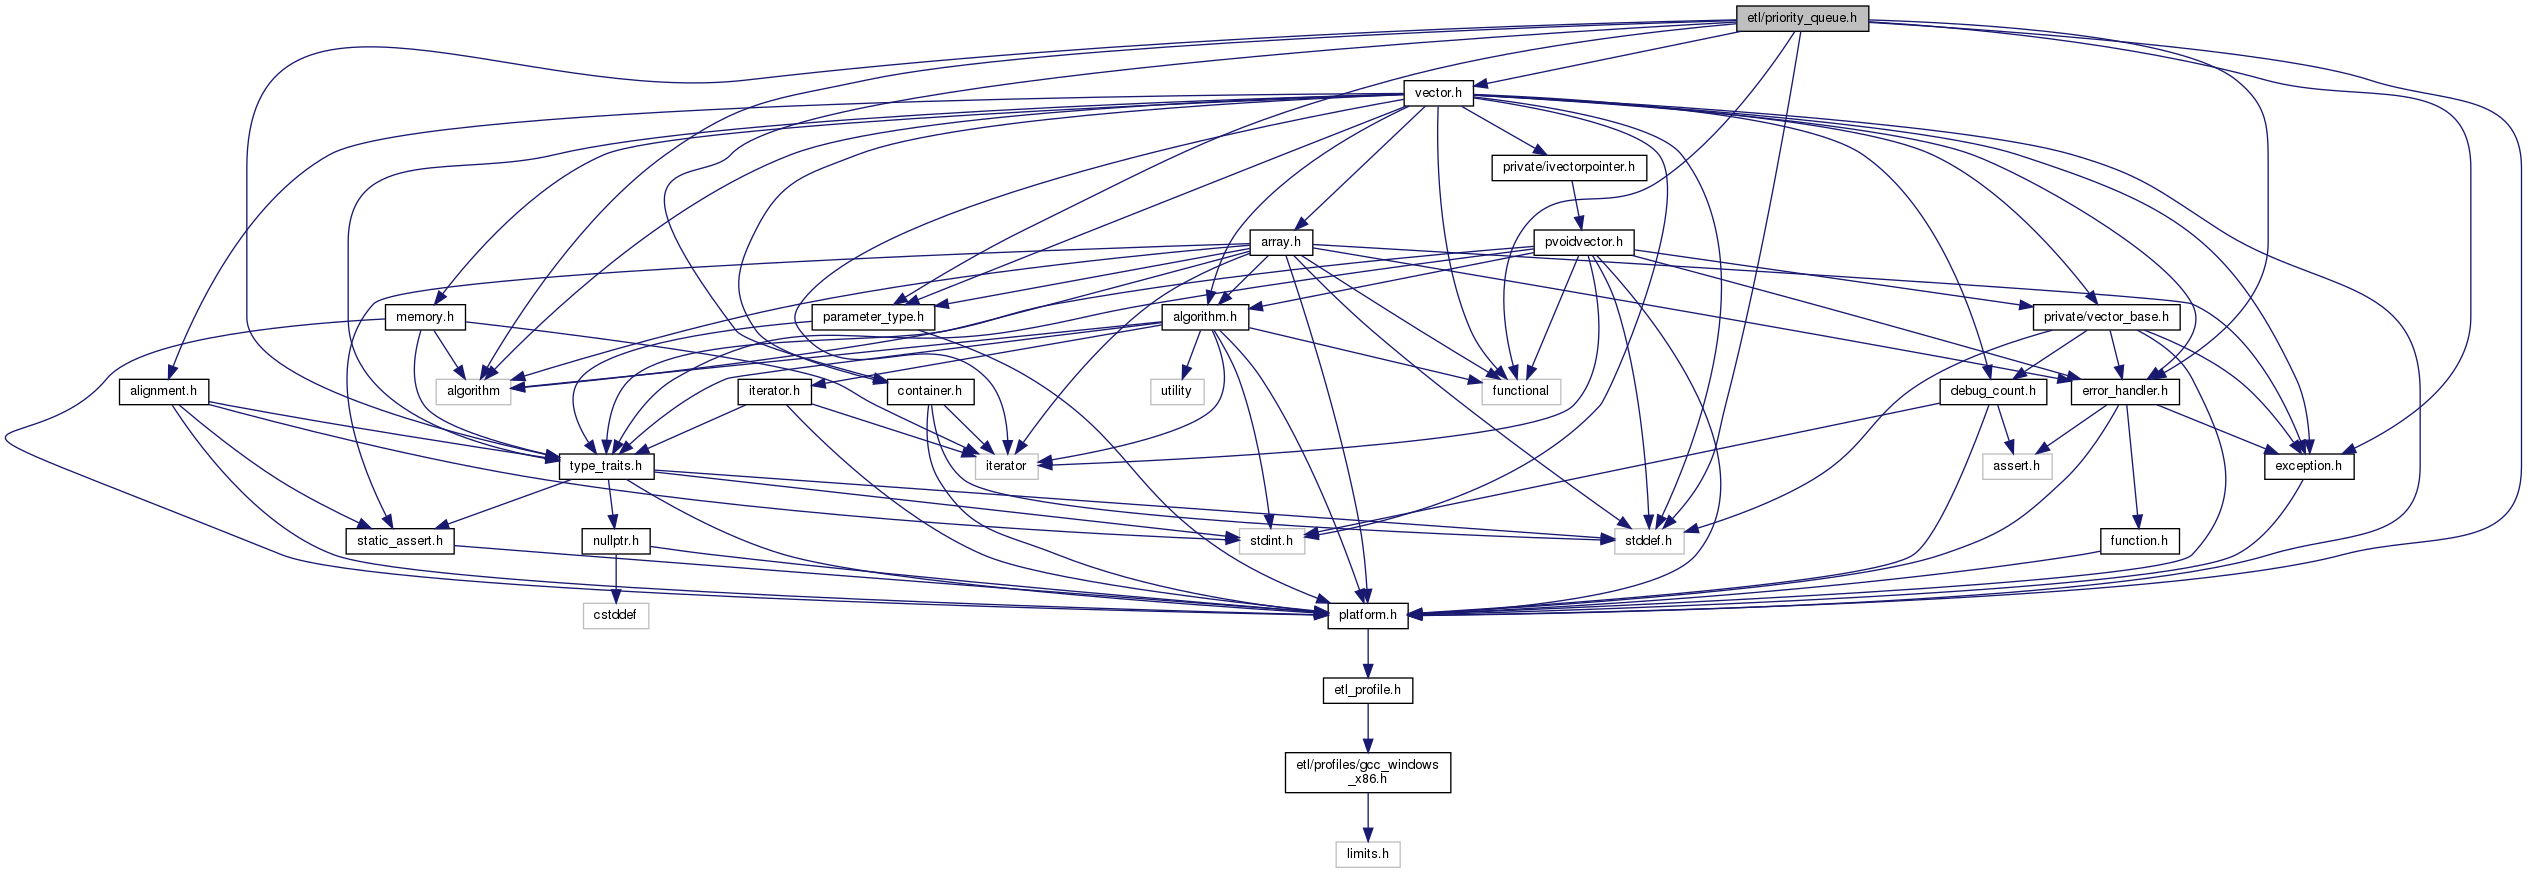 etl/priority_queue.h
vector.h
private/ivectorpointer.h
array.h
pvoidvector.h
memory.h
parameter_type.h
algorithm.h
private/vector_base.h
alignment.h
algorithm
iterator.h
container.h
utility
functional
debug_count.h
error_handler.h
type_traits.h
iterator
assert.h
exception.h
static_assert.h
nullptr.h
stdint.h
stddef.h
function.h
cstddef
platform.h
etl_profile.h
etl/profiles/gcc_windows
_x86.h
limits.h